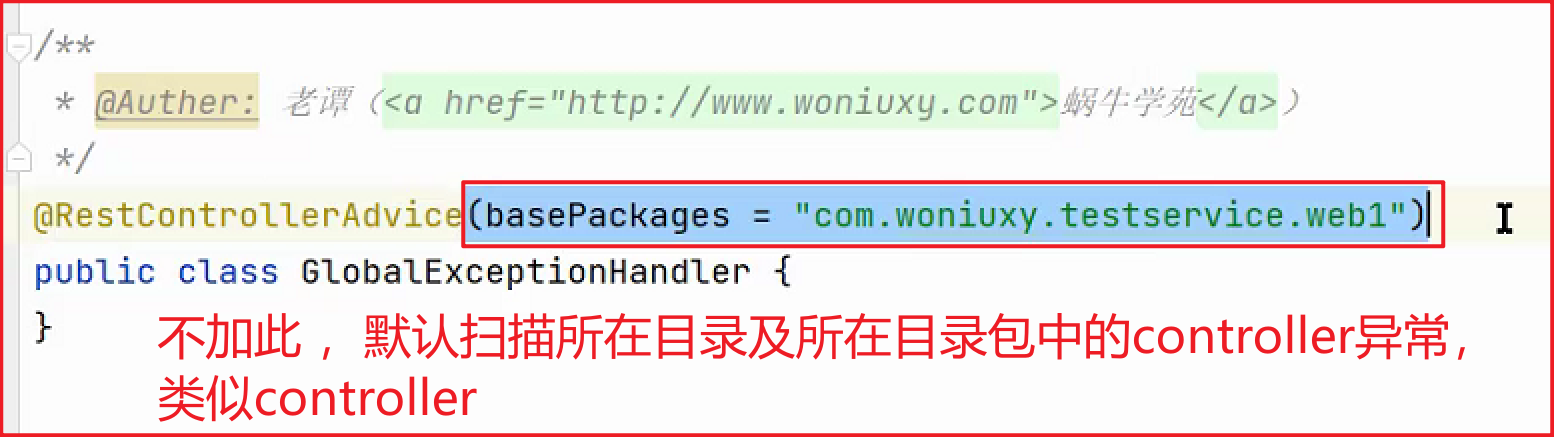 /**
* @Auther: 老谭（<a href="http://www.woniuxy.com">蜗牛学苑</a>）
*/
@RestControllerAdvice(basePackages = "com.woniuxy.testservice.web1")
public class GlobalExceptionHandler {
}
不加此 ，默认扫描所在目录及所在目录包中的controller异常，
类似controller